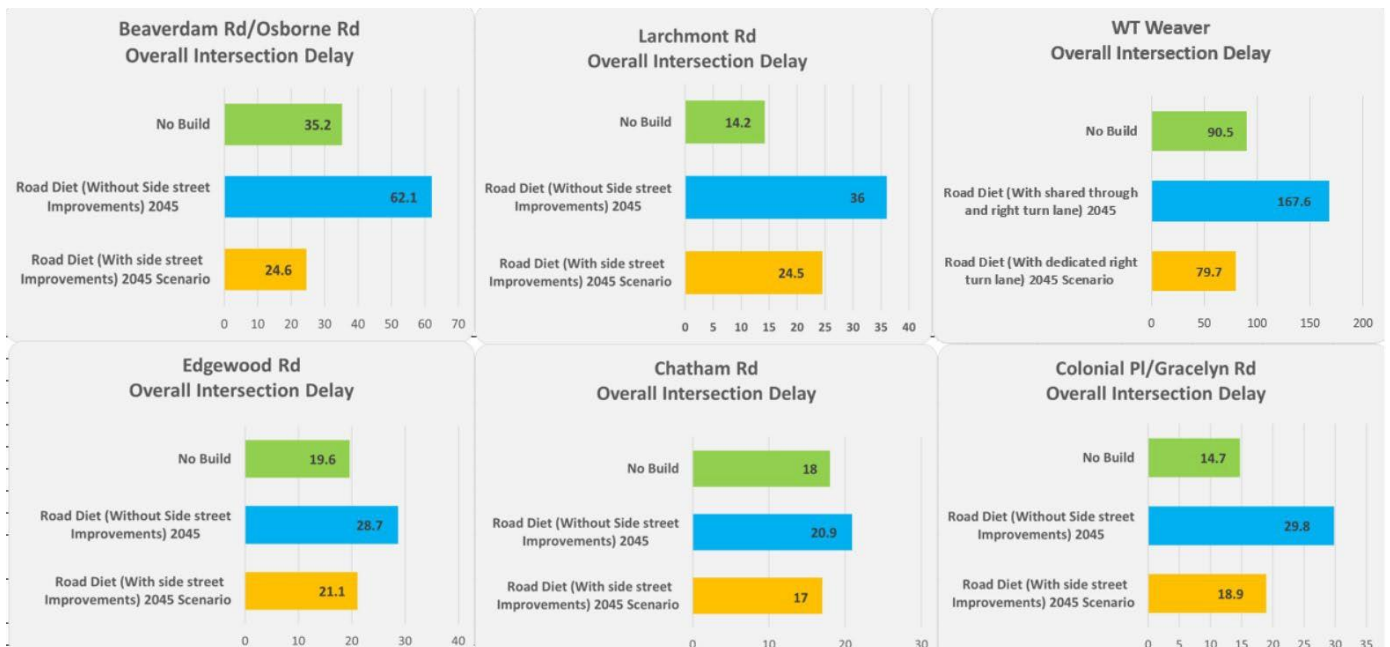 Beaverdam Rd/Osborne Rd
Overall Intersection Delay
No Build
35.2
Road Diet (Without Side street
Improvements) 2045
62.1
Road Diet (With side street
Improvements) 2045 Scenario
24.6
0 10 20 30 40 50 60 70
Larchmont Rd
Overall Intersection Delay
No Build
14.2
Road Diet (Without Side street
Improvements) 2045
36
Road Diet (With side street
Improvements) 2045 Scenario
24.5
0 5 10 15 20 25 30 35 40
WT Weaver
Overall Intersection Delay
No Build
90.5
Road Diet (With shared through
and right turn lane) 2045
167.6
Road Diet (With dedicated right
turn lane) 2045 Scenario
79.7
0 50 100 150 200
Edgewood Rd
Overall Intersection Delay
No Build
19.6
Road Diet (Without Side street
Improvements) 2045
28.7
Road Diet (With side street
Improvements) 2045 Scenario
21.1
0 10 20 30 40
Chatham Rd
Overall Intersection Delay
No Build
18
Road Diet (Without Side street
Improvements) 2045
20.9
Road Diet (With side street
Improvements) 2045 Scenario
17
0 10 20 30
Colonial Pl/Gracelyn Rd
Overall Intersection Delay
No Build
14.7
Road Diet (Without Side street
Improvements) 2045
29.8
Road Diet (With side street
Improvements) 2045 Scenario
18.9
0 5 10 15 20 25 30 35